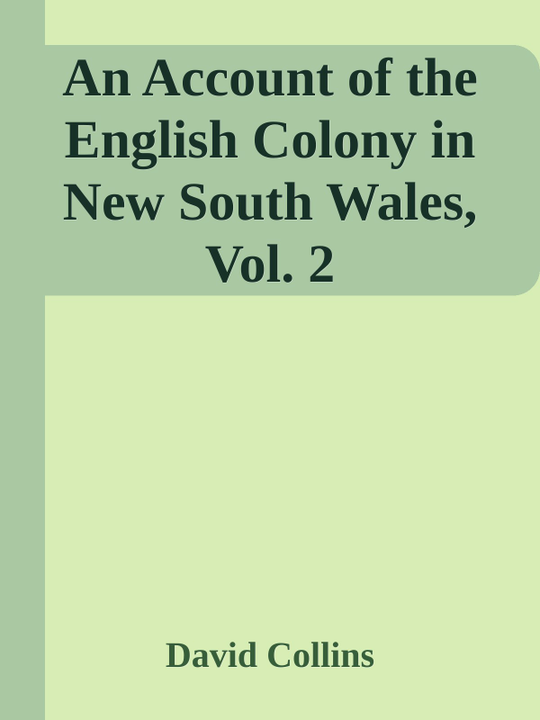 An Account of the
English Colony in
New South Wales,
Vol. 2
David Collins